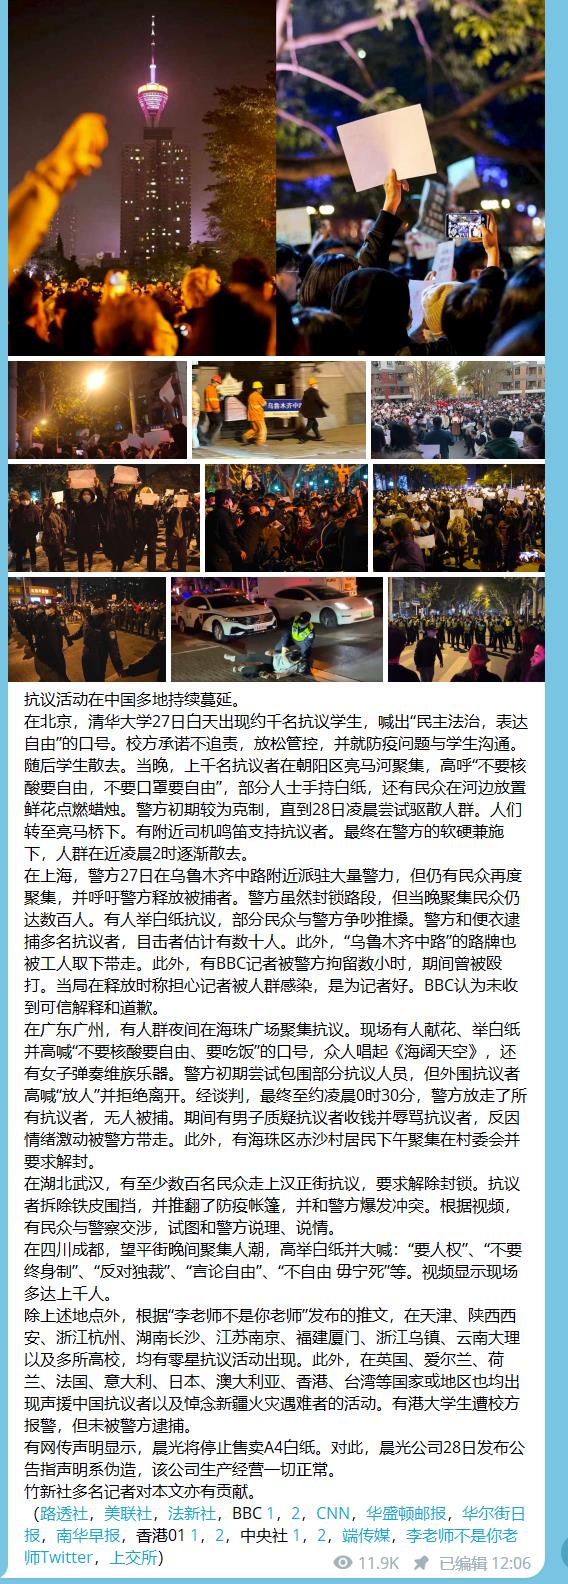 乌鲁木齐中路
抗议活动在中国多地持续蔓延。
在北京，清华大学27日白天出现约千名抗议学生，喊出“民主法治，表达
自由”的口号。校方承诺不追责，放松管控，并就防疫问题与学生沟通。
随后学生散去。当晚，上千名抗议者在朝阳区亮马河聚集，高呼“不要核
酸要自由，不要口罩要自由”，部分人士手持白纸，还有民众在河边放置
鲜花点燃蜡烛。警方初期较为克制，直到28日凌晨尝试驱散人群。人们
转至亮马桥下。有附近司机鸣笛支持抗议者。最终在警方的软硬兼施
下，人群在近凌晨2时逐渐散去。
在上海，警方27日在乌鲁木齐中路附近派驻大量警力，但仍有民众再度
聚集，并呼吁警方释放被捕者。警方虽然封锁路段，但当晚聚集民众仍
达数百人。有人举白纸抗议，部分民众与警方争吵推搡。警方和便衣逮
捕多名抗议者，目击者估计有数十人。此外，“乌鲁木齐中路”的路牌也
被工人取下带走。此外，有BBC记者被警方拘留数小时，期间曾被殴
打。当局在释放时称担心记者被人群感染，是为记者好。BBC认为未收
到可信解释和道歉。
在广东广州，有人群夜间在海珠广场聚集抗议。现场有人献花、举白纸
并高喊“不要核酸要自由、要吃饭”的口号，众人唱起《海阔天空》，还
有女子弹奏维族乐器。警方初期尝试包围部分抗议人员，但外围抗议者
高喊“放人”并拒绝离开。经谈判，最终至约凌晨0时30分，警方放走了所
有抗议者，无人被捕。期间有男子质疑抗议者收钱并辱骂抗议者，反因
情绪激动被警方带走。此外，有海珠区赤沙村居民下午聚集在村委会并
要求解封。
在湖北武汉，有至少数百名民众走上汉正街抗议，要求解除封锁。抗议
者拆除铁皮围挡，并推翻了防疫帐篷，并和警方爆发冲突。根据视频，
有民众与警察交涉，试图和警方说理、说情。
在四川成都，望平街晚间聚集人潮，高举白纸并大喊：“要人权”、“不要
终身制”、“反对独裁”、“言论自由”、“不自由 毋宁死”等。视频显示现场
多达上千人。
除上述地点外，根据“李老师不是你老师”发布的推文，在天津、陕西西
安、浙江杭州、湖南长沙、江苏南京、福建厦门、浙江乌镇、云南大理
以及多所高校，均有零星抗议活动出现。此外，在英国、爱尔兰、荷
兰、法国、意大利、日本、澳大利亚、香港、台湾等国家或地区也均出
现声援中国抗议者以及悼念新疆火灾遇难者的活动。有港大学生遭校方
报警，但未被警方逮捕。
有网传声明显示，晨光将停止售卖A4白纸。对此，晨光公司28日发布公
告指声明系伪造，该公司生产经营一切正常。
竹新社多名记者对本文亦有贡献。
（路透社，美联社，法新社，BBC 1，2，CNN，华盛顿邮报，华尔街日
报，南华早报，香港01 1，2，中央社 1，2，端传媒，李老师不是你老
师Twitter，上交所）
11.9K 已编辑 12:06